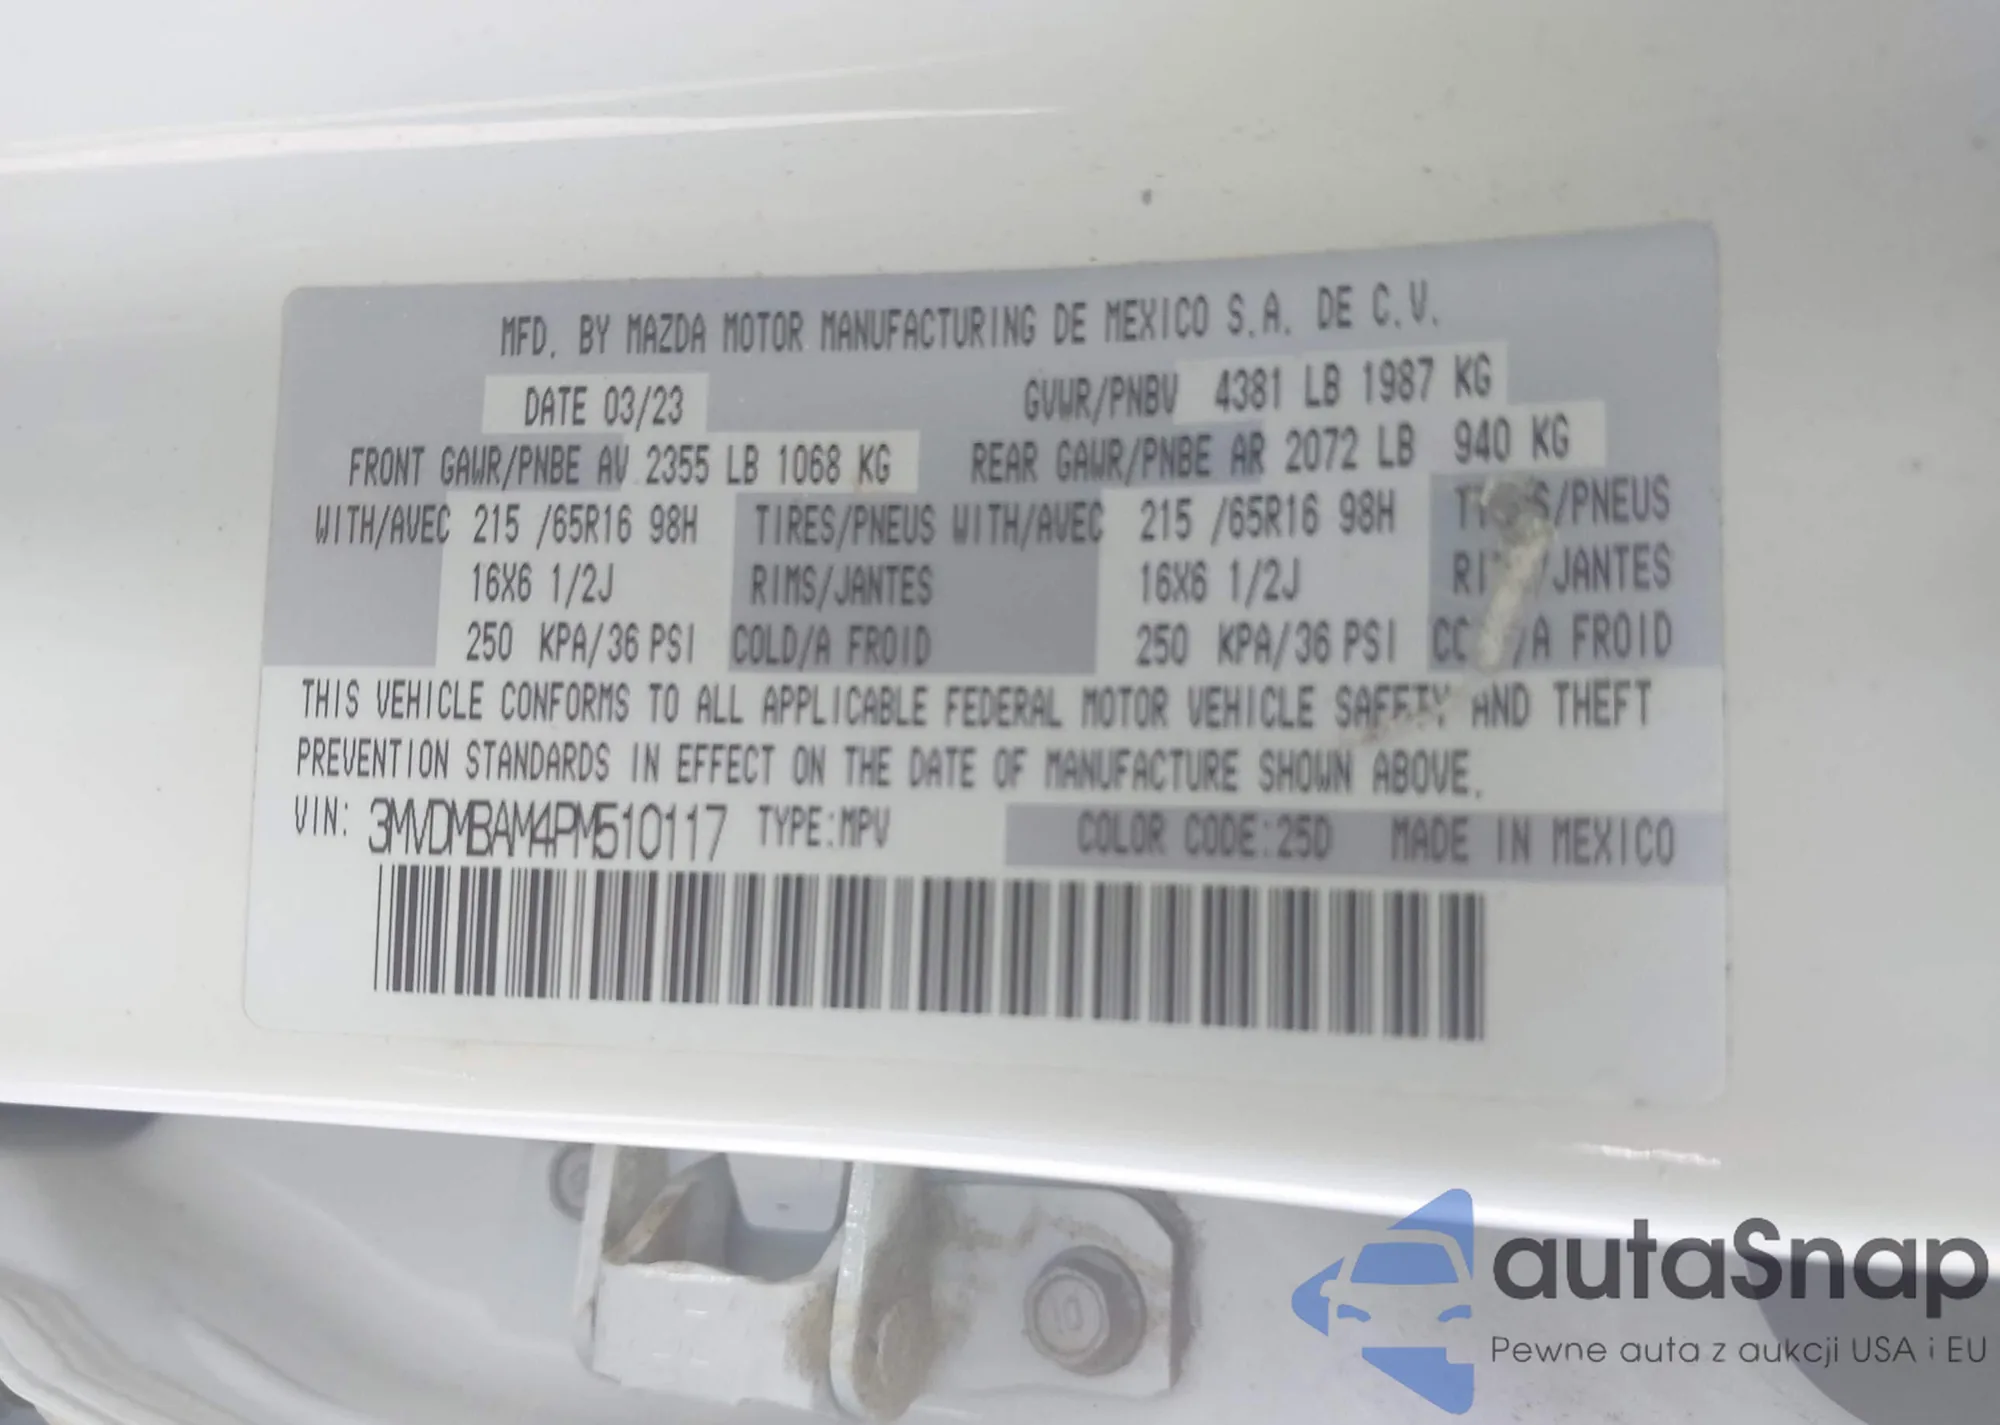 MFD. BY MAZDA MOTOR MANUFACTURING DE MEXICO S.A. DE C.V.
DATE 03/23 GVWR/PNBV 4381 LB 1987 KG
FRONT GAWR/PNBE AV 2355 LB 1068 KG REAR GAWR/PNBE AR 2072 LB 940 KG
WITH/AVEC 215 /65R16 98H TIRES/PNEUS WITH/AVEC 215 /65R16 98H /PNEUS
16X6 1/2J RIMS/JANTES 16X6 1/2J /JANTES
250 KPA/36 PSI COLD/A FROID 250 KPA/36 PSI /A FROID
THIS VEHICLE CONFORMS TO ALL APPLICABLE FEDERAL MOTOR VEHICLE SAFETY AND THEFT
PREVENTION STANDARDS IN EFFECT ON THE DATE OF MANUFACTURE SHOWN ABOVE.
VIN: 3MVDMBAM4PM510117 TYPE:MPV COLOR CODE:25D MADE IN MEXICO
10
autaSnap
Pewne auta z aukcji USA i EU